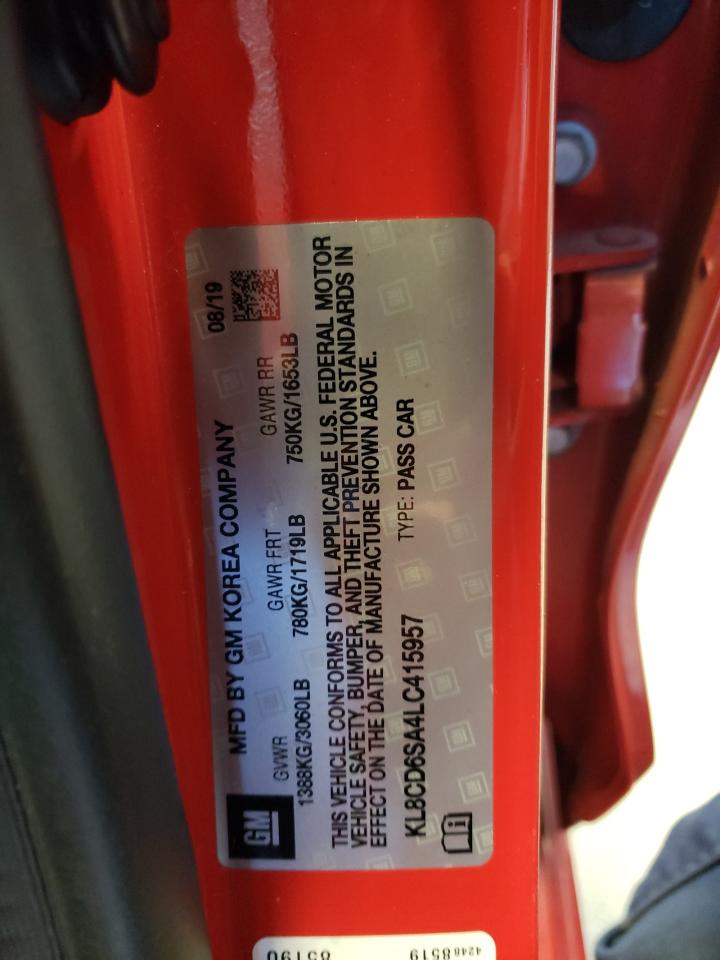 GM
MFD BY GM KOREA COMPANY 08/19
GVWR GAWR FRT GAWR RR
1388KG/3060LB 780KG/1719LB 750KG/1653LB
THIS VEHICLE CONFORMS TO ALL APPLICABLE U.S. FEDERAL MOTOR
VEHICLE SAFETY, BUMPER, AND THEFT PREVENTION STANDARDS IN
EFFECT ON THE DATE OF MANUFACTURE SHOWN ABOVE.
KL8CD6SA4LC415957 TYPE: PASS CAR
42488519